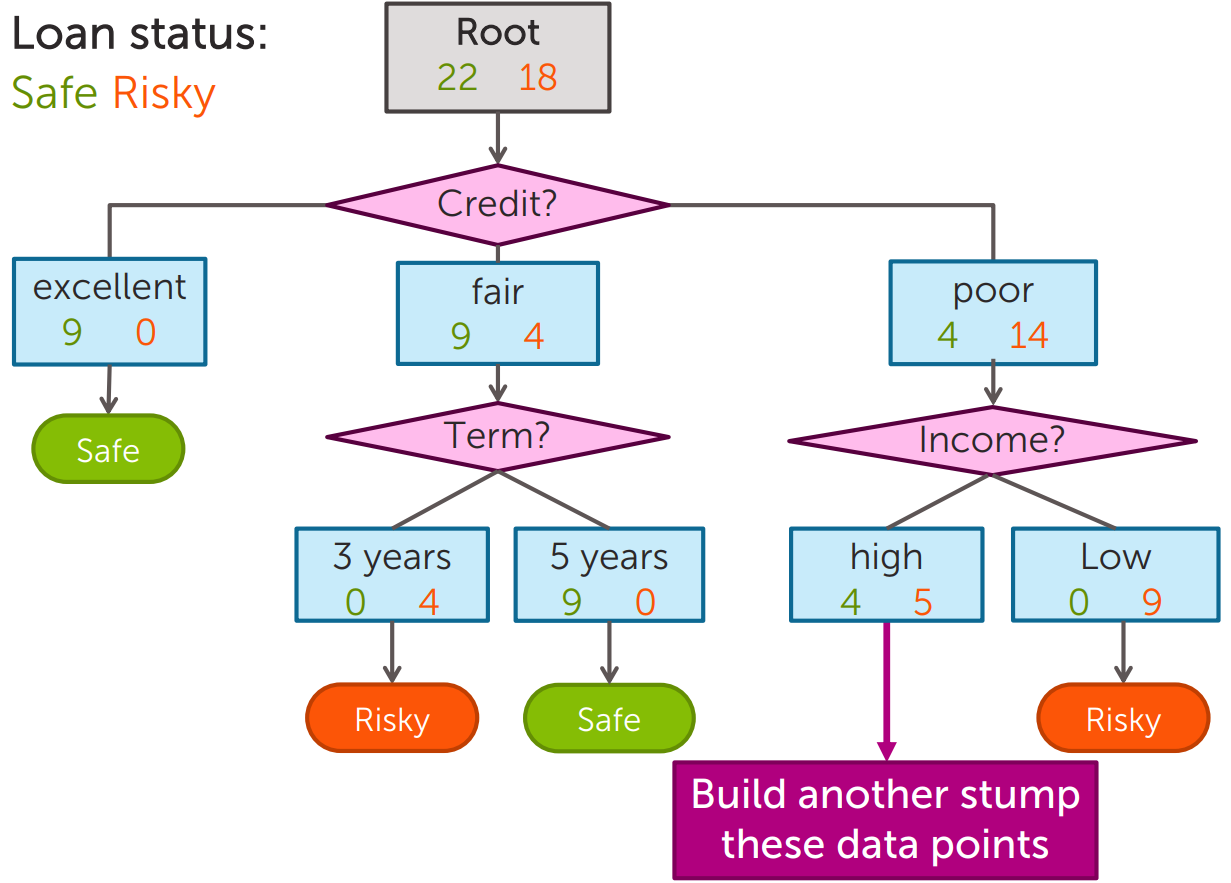 Loan status:
Safe Risky
Root
22 18
Credit?
excellent
9 0
fair
9 4
poor
4 14
Safe
Term?
Income?
3 years
0 4
5 years
9 0
high
4 5
Low
0 9
Risky
Safe
Risky
Build another stump
these data points